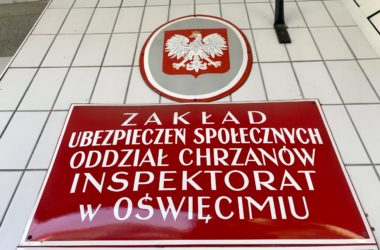 ZAKŁAD
UBEZPIECZEŃ SPOŁECZNYCH
ODDZIAŁ CHRZANÓW
INSPEKTORAT
w OŚWIĘCIMIU